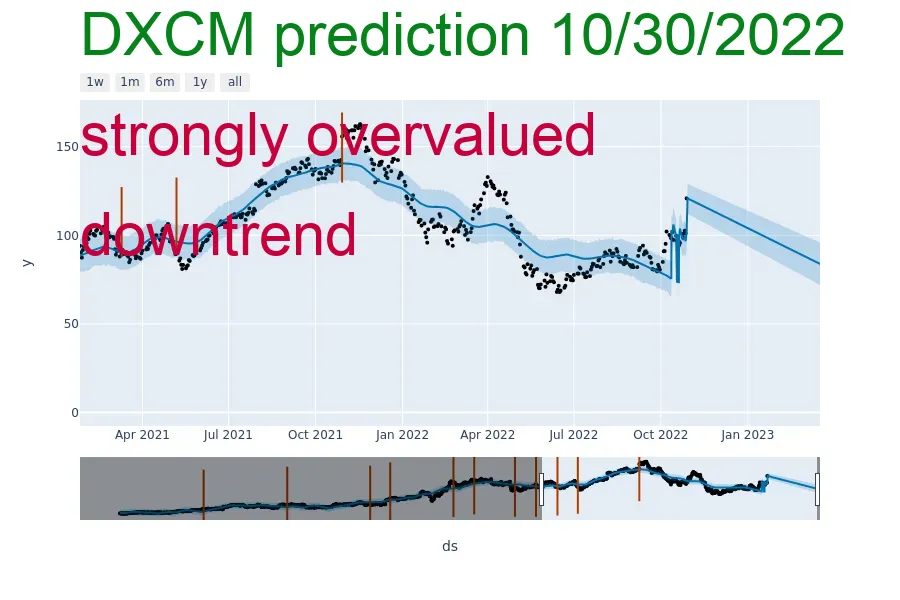 DXCM prediction 10/30/2022
1w 1m 6m 1y all
strongly overvalued
downtrend
150
100
50
0
y
Apr 2021 Jul 2021 Oct 2021 Jan 2022 Apr 2022 Jul 2022 Oct 2022 Jan 2023
ds